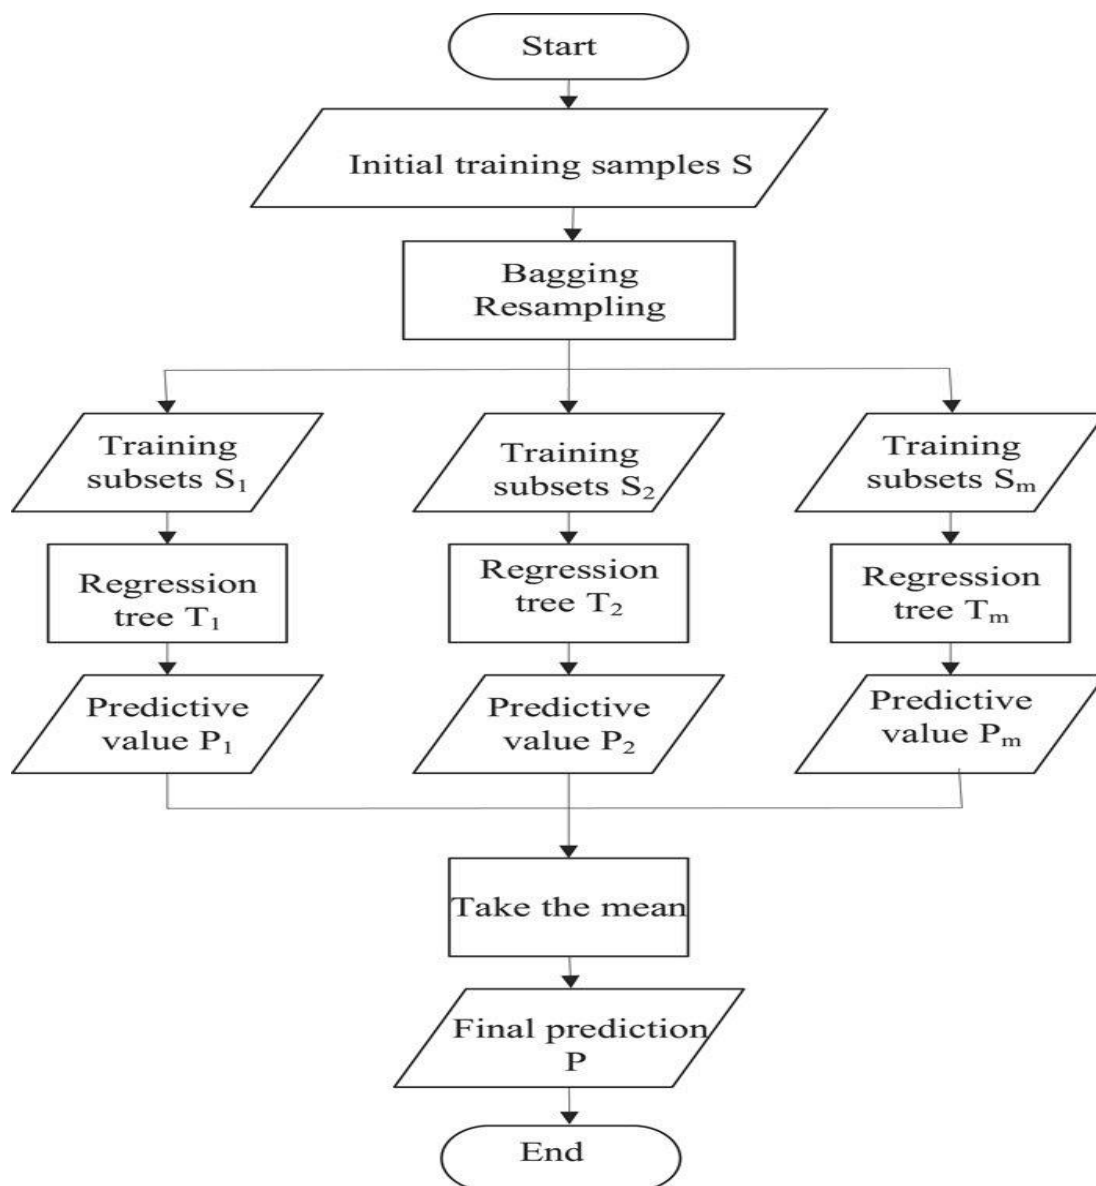 Start
Initial training samples S
Bagging
Resampling
Training
subsets S₁
Training
subsets S₂
Training
subsets Sₘ
Regression
tree T₁
Regression
tree T₂
Regression
tree Tₘ
Predictive
value P₁
Predictive
value P₂
Predictive
value Pₘ
Take the mean
Final prediction
P
End